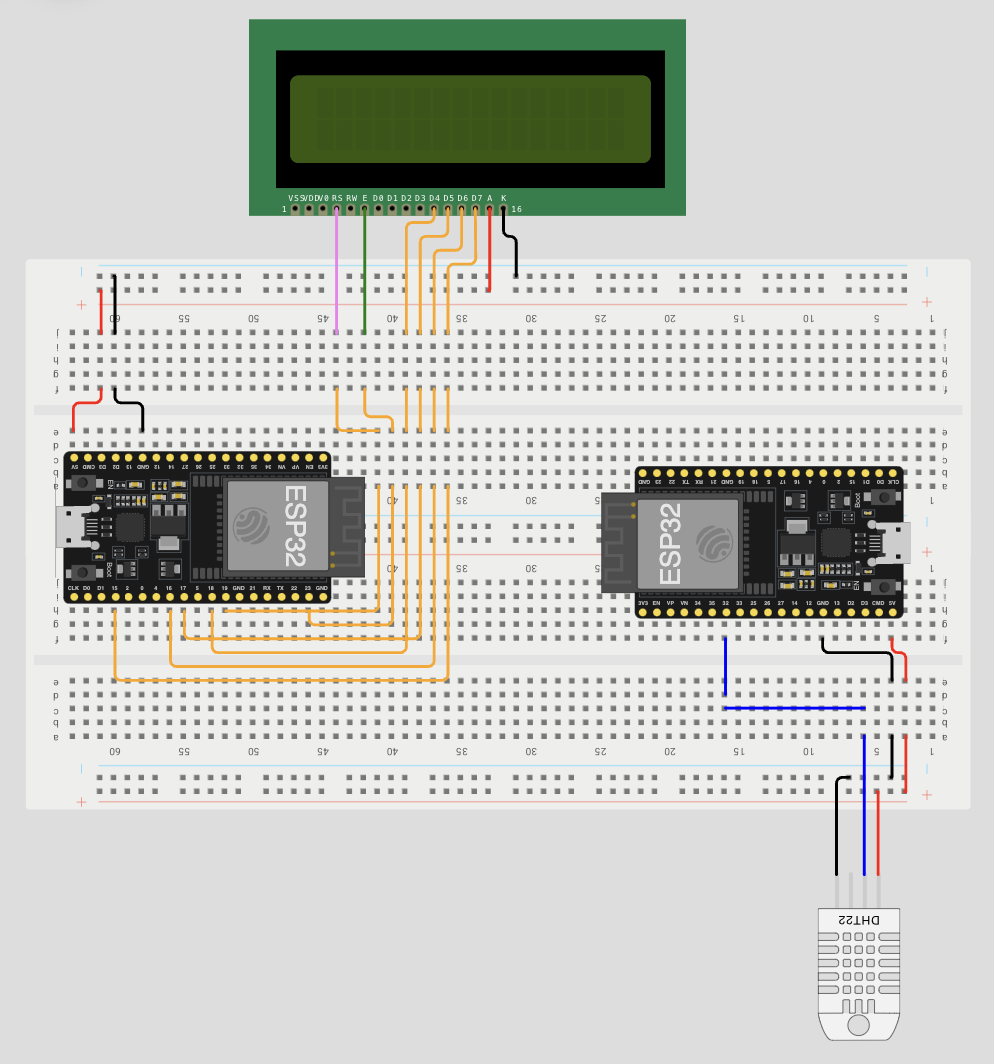 VSS VDD V0 RS RW E D0 D1 D2 D3 D4 D5 D6 D7 A K
1 16
60 55 50 45 40 35 30 25 20 15 10 5 1
j
i
h
g
f
e
d
c
b
a
5V CMD D3 D2 13 GND 12 14 27 26 25 33 32 35 34 VN VP EN 3V3
EN
ESP32
Boot
CLK D0 D1 15 2 0 4 16 17 5 18 19 GND 21 RX TX 22 23 GND
40 35 30 25
40 35 30 25
GND 23 22 TX RX 21 GND 19 18 5 17 16 4 0 2 15 D1 D0 CLK
Boot
ESP32
EN
3V3 EN VP VN 34 35 32 33 25 26 27 14 12 GND 13 D2 D3 CMD 5V
j
i
h
g
f
e
d
c
b
a
60 55 50 45 40 35 30 25 20 15 10 5 1
DHT22